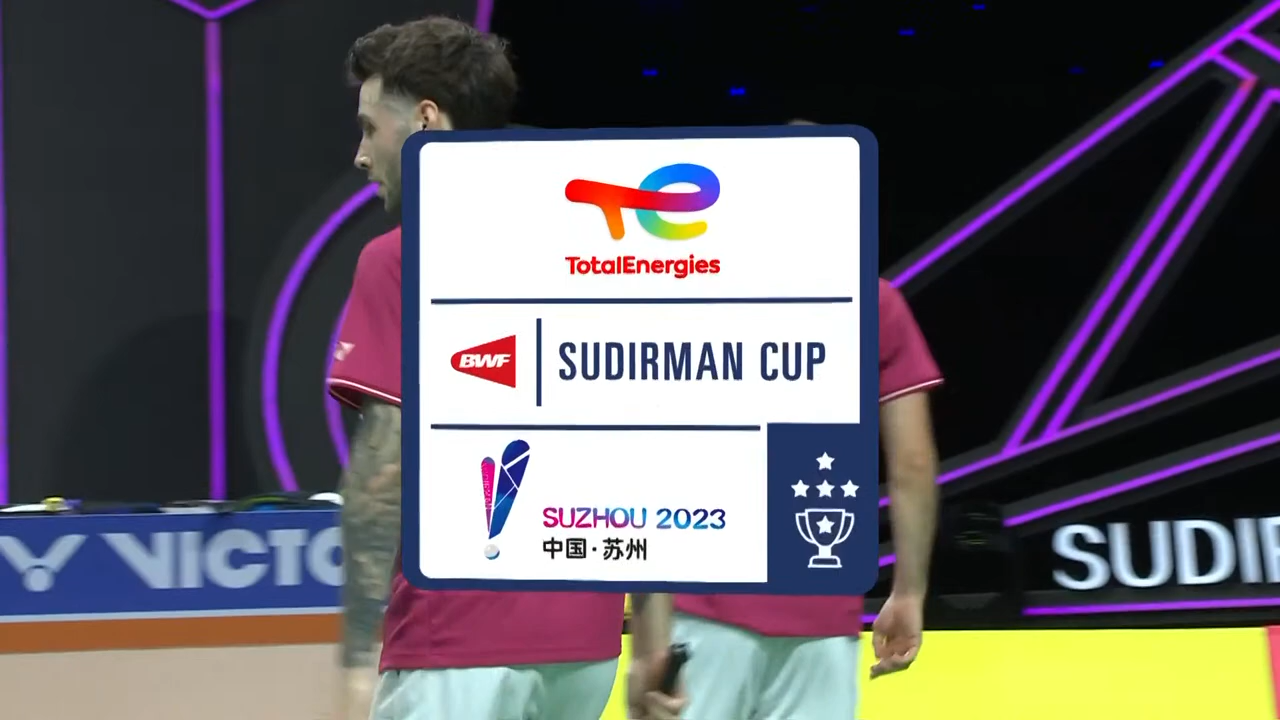 TotalEnergies
BWF
SUDIRMAN CUP
SUZHOU 2023
中国·苏州
VICTO
SUDIR